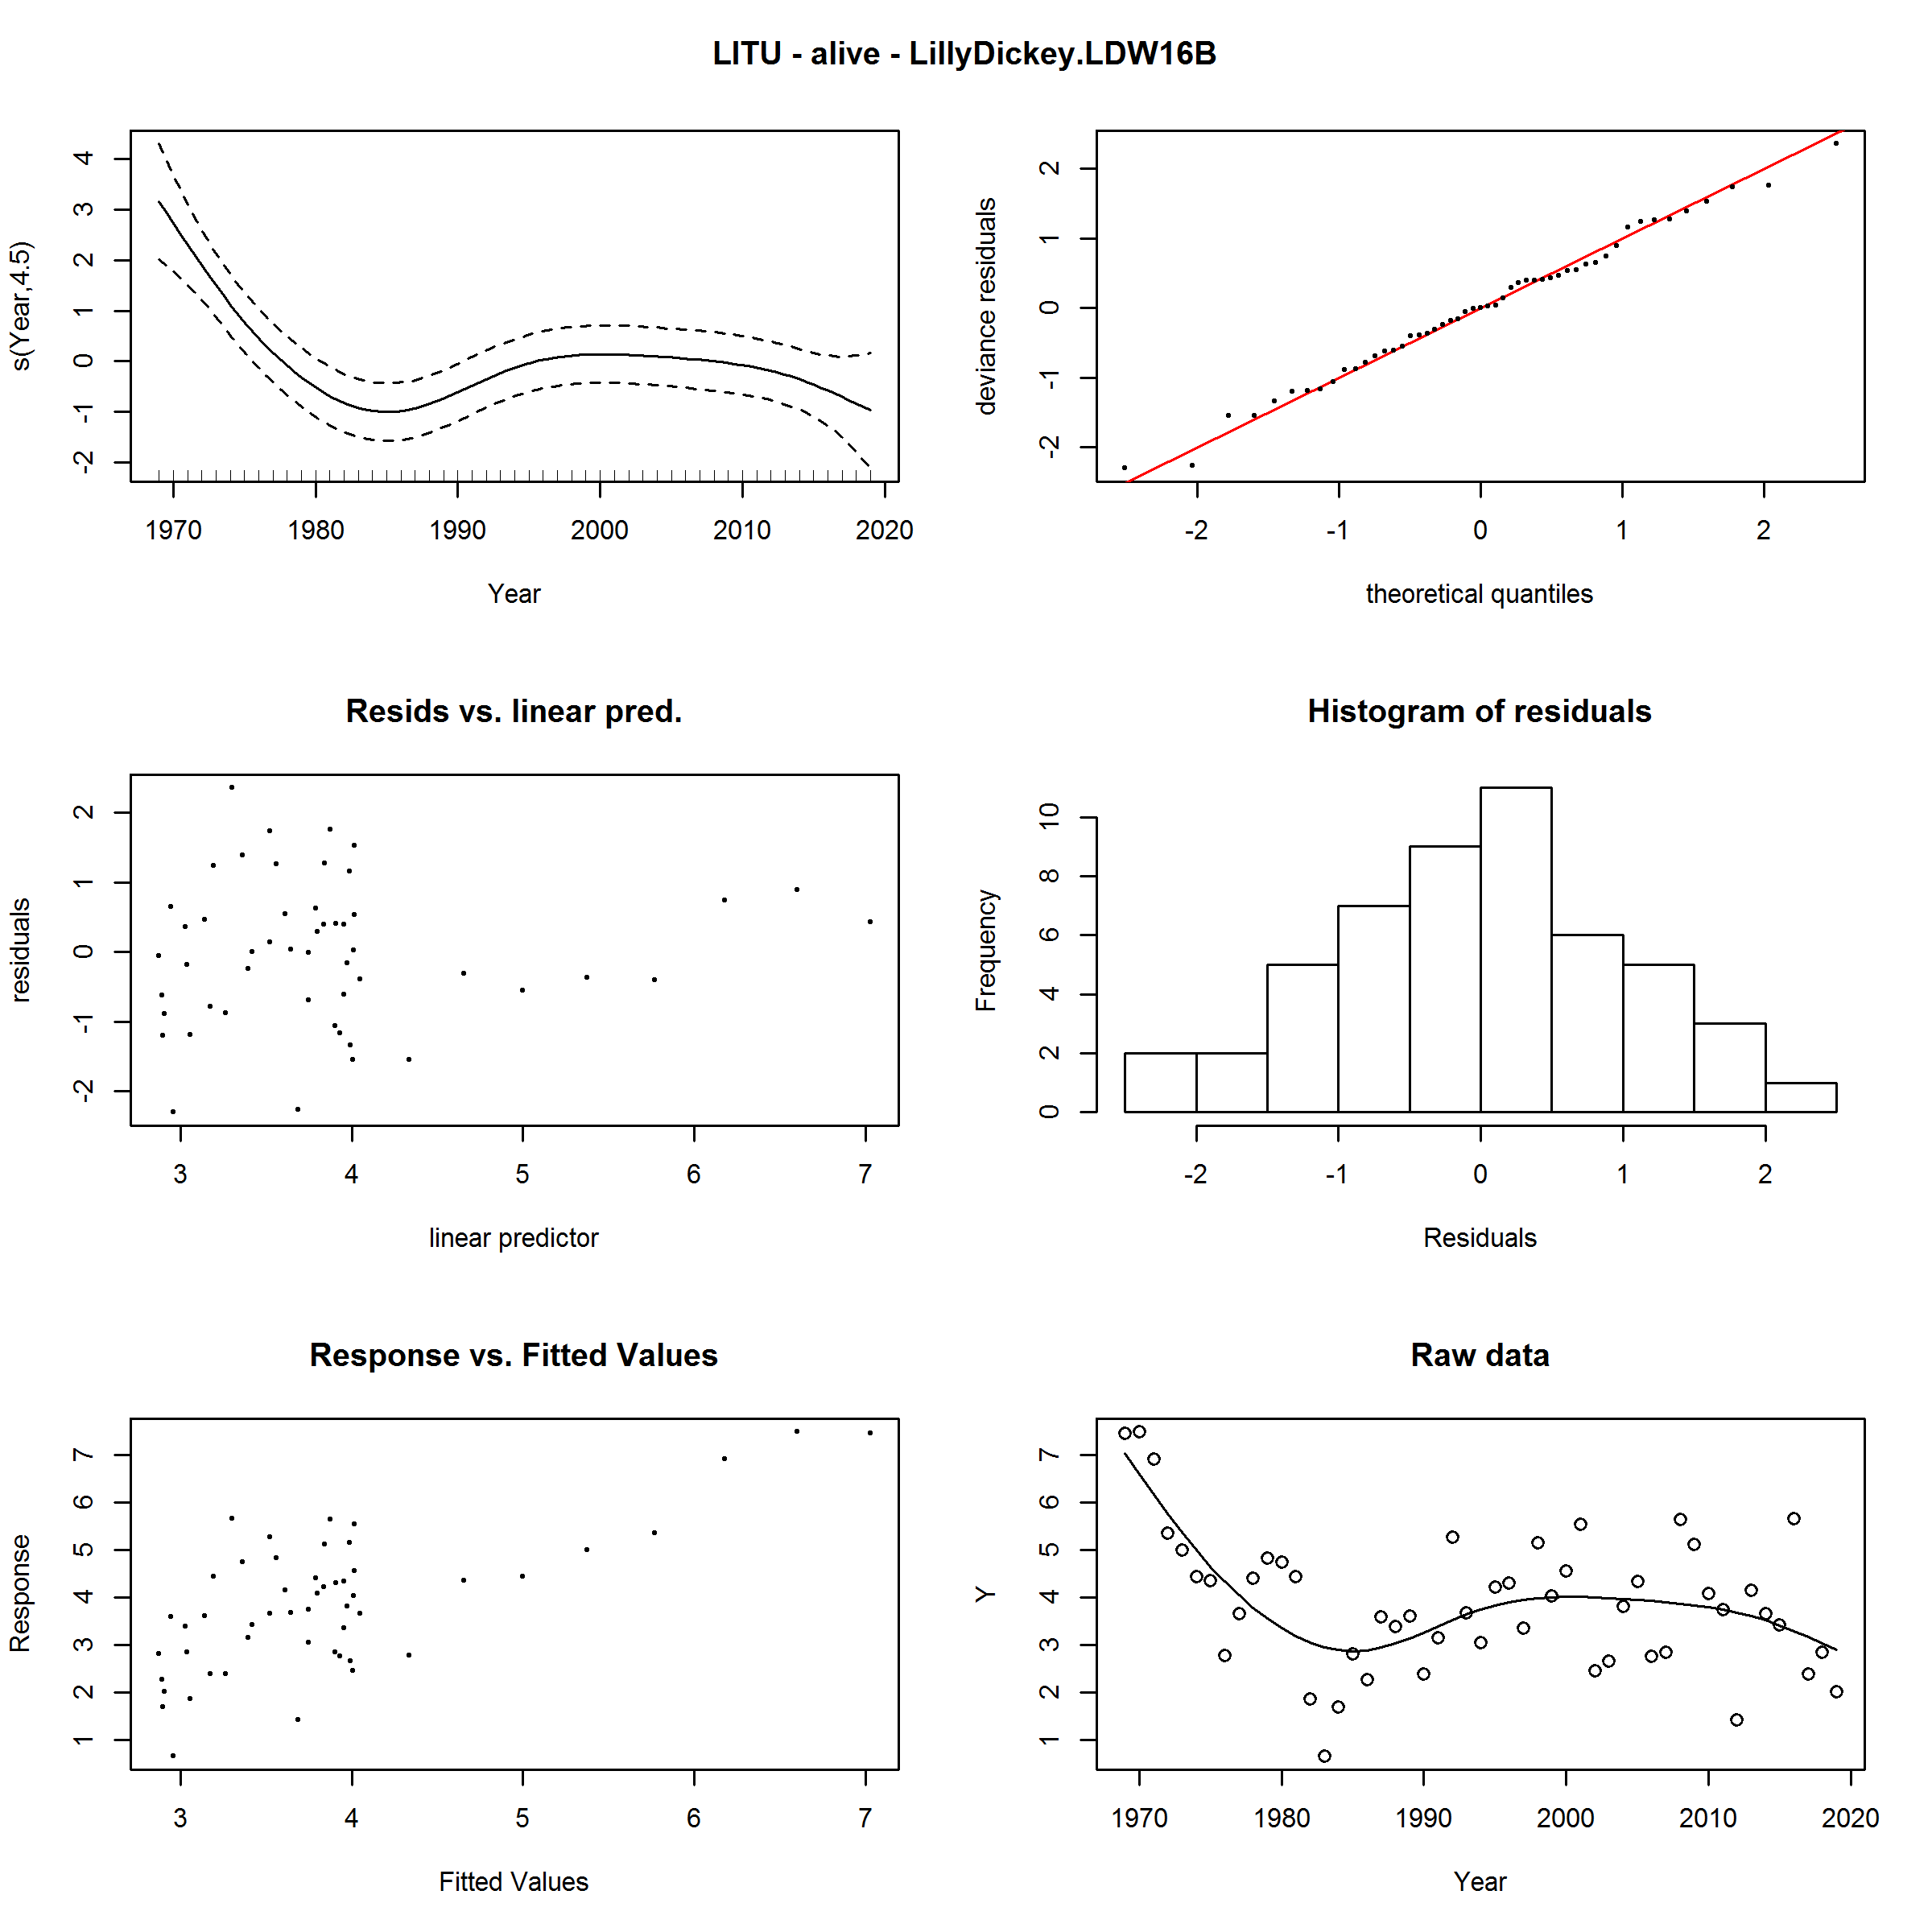 LITU - alive - LillyDickey.LDW16B
s(Year,4.5)
4
3
2
1
0
-1
-2
1970 1980 1990 2000 2010 2020
Year
deviance residuals
2
1
0
-1
-2
-2 -1 0 1 2
theoretical quantiles
Resids vs. linear pred.
residuals
2
1
0
-1
-2
3 4 5 6 7
linear predictor
Histogram of residuals
Frequency
10
8
6
4
2
0
-2 -1 0 1 2
Residuals
Response vs. Fitted Values
Response
7
6
5
4
3
2
1
3 4 5 6 7
Fitted Values
Raw data
Y
7
6
5
4
3
2
1
1970 1980 1990 2000 2010 2020
Year